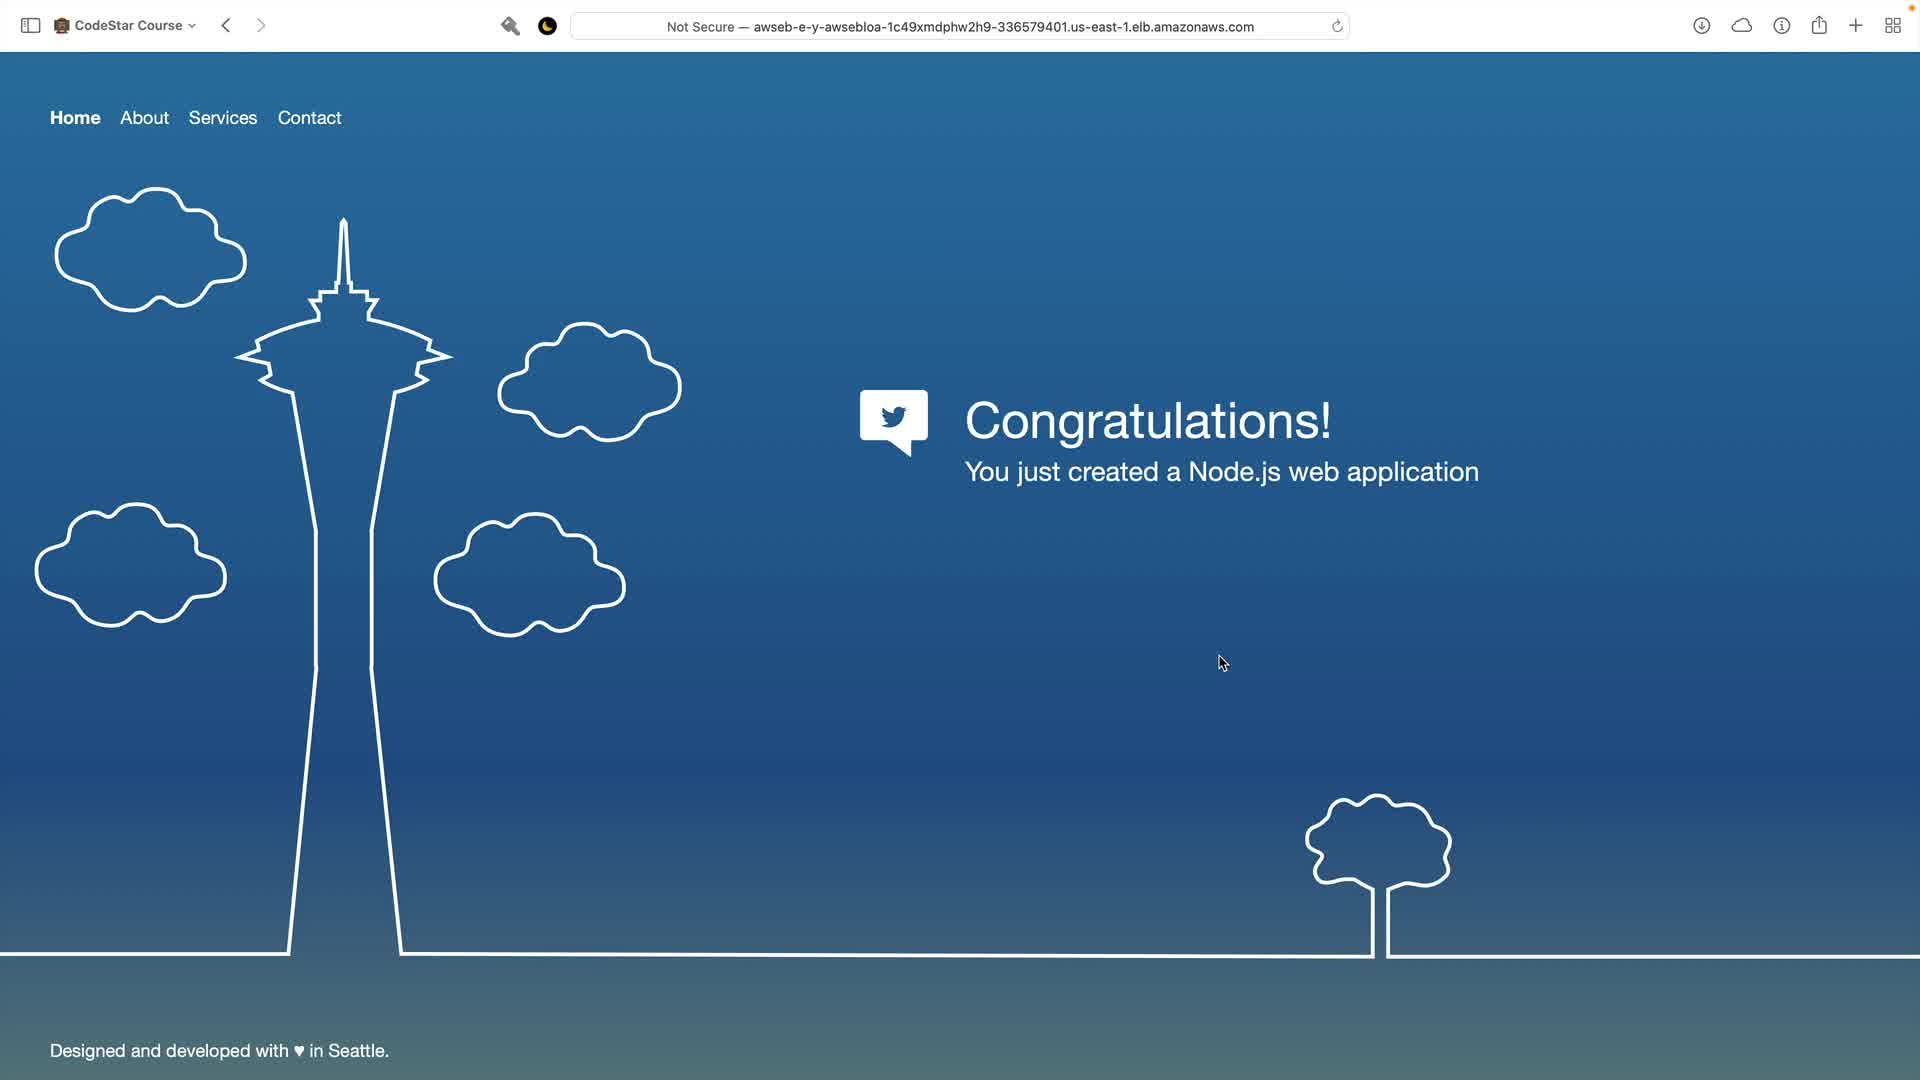 CodeStar Course
Not Secure — awseb-e-y-awsebloa-1c49xmdphw2h9-336579401.us-east-1.elb.amazonaws.com
Home About Services Contact
Congratulations!
You just created a Node.js web application
Designed and developed with ♥ in Seattle.